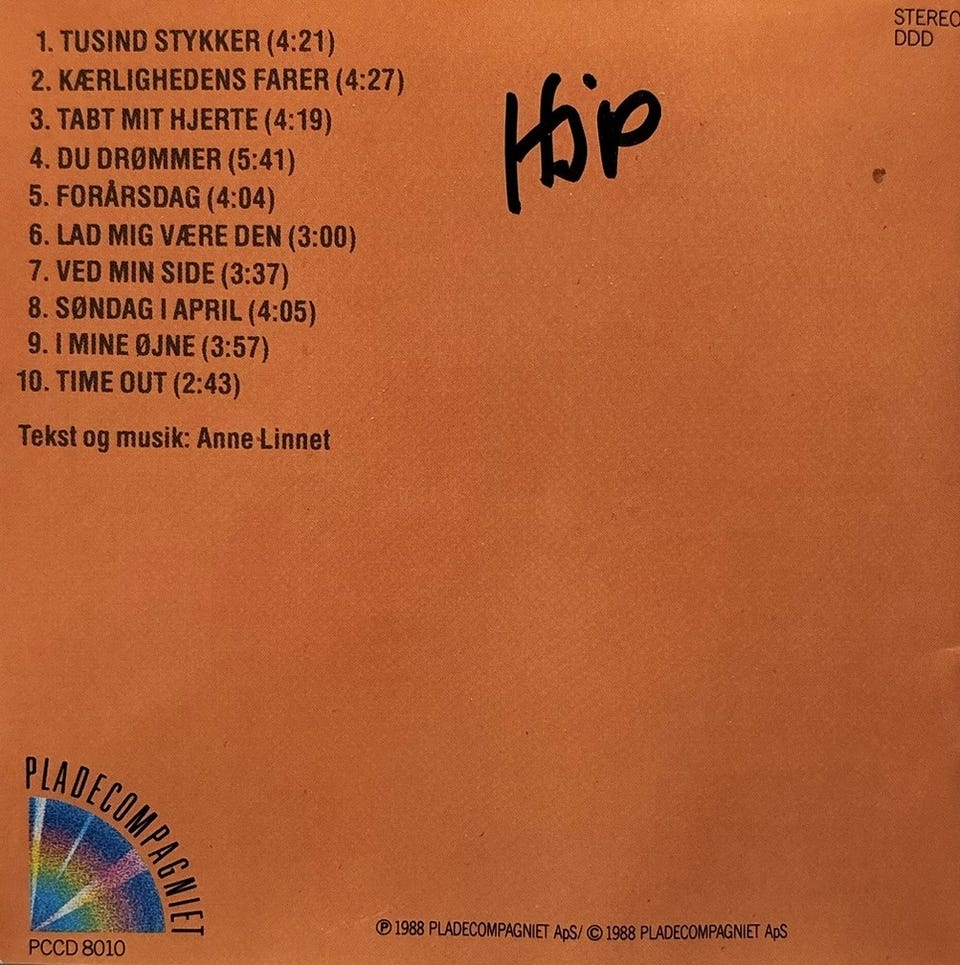 STEREO
DDD
1. TUSIND STYKKER (4:21)
2. KÆRLIGHEDENS FARER (4:27)
3. TABT MIT HJERTE (4:19)
4. DU DRØMMER (5:41)
5. FORÅRSDAG (4:04)
6. LAD MIG VÆRE DEN (3:00)
7. VED MIN SIDE (3:37)
8. SØNDAG I APRIL (4:05)
9. I MINE ØJNE (3:57)
10. TIME OUT (2:43)
Tekst og musik: Anne Linnet
PLADECOMPAGNIET
PCCD 8010
℗ 1988 PLADECOMPAGNIET ApS/ © 1988 PLADECOMPAGNIET ApS